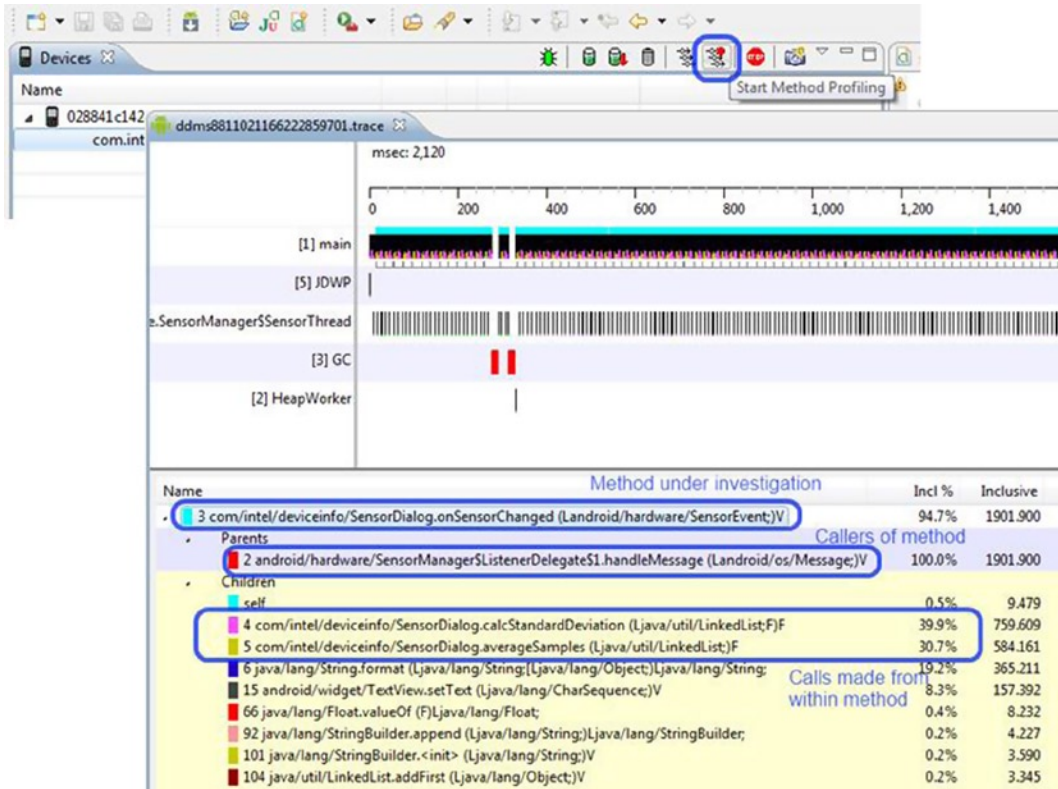 Devices
Start Method Profiling
Name
028841c142
com.int
ddms8811021166222859701.trace
msec: 2,120
0 200 400 600 800 1,000 1,200 1,400
[1] main
[5] JDWP
e.SensorManager$SensorThread
[3] GC
[2] HeapWorker
Method under investigation
Name Incl % Inclusive
3 com/intel/deviceinfo/SensorDialog.onSensorChanged (Landroid/hardware/SensorEvent;)V 94.7% 1901.900
Parents Callers of method
2 android/hardware/SensorManager$ListenerDelegate$1.handleMessage (Landroid/os/Message;)V 100.0% 1901.900
Children
self 0.5% 9.479
4 com/intel/deviceinfo/SensorDialog.calcStandardDeviation (Ljava/util/LinkedList;F)F 39.9% 759.609
5 com/intel/deviceinfo/SensorDialog.averageSamples (Ljava/util/LinkedList;)F 30.7% 584.161
6 java/lang/String.format (Ljava/lang/String;[Ljava/lang/Object;)Ljava/lang/String; 19.2% 365.211
Calls made from within method
15 android/widget/TextView.setText (Ljava/lang/CharSequence;)V 8.3% 157.392
66 java/lang/Float.valueOf (F)Ljava/lang/Float; 0.4% 8.232
92 java/lang/StringBuilder.append (Ljava/lang/String;)Ljava/lang/StringBuilder; 0.2% 4.227
101 java/lang/StringBuilder.<init> (Ljava/lang/String;)V 0.2% 3.590
104 java/util/LinkedList.addFirst (Ljava/lang/Object;)V 0.2% 3.345